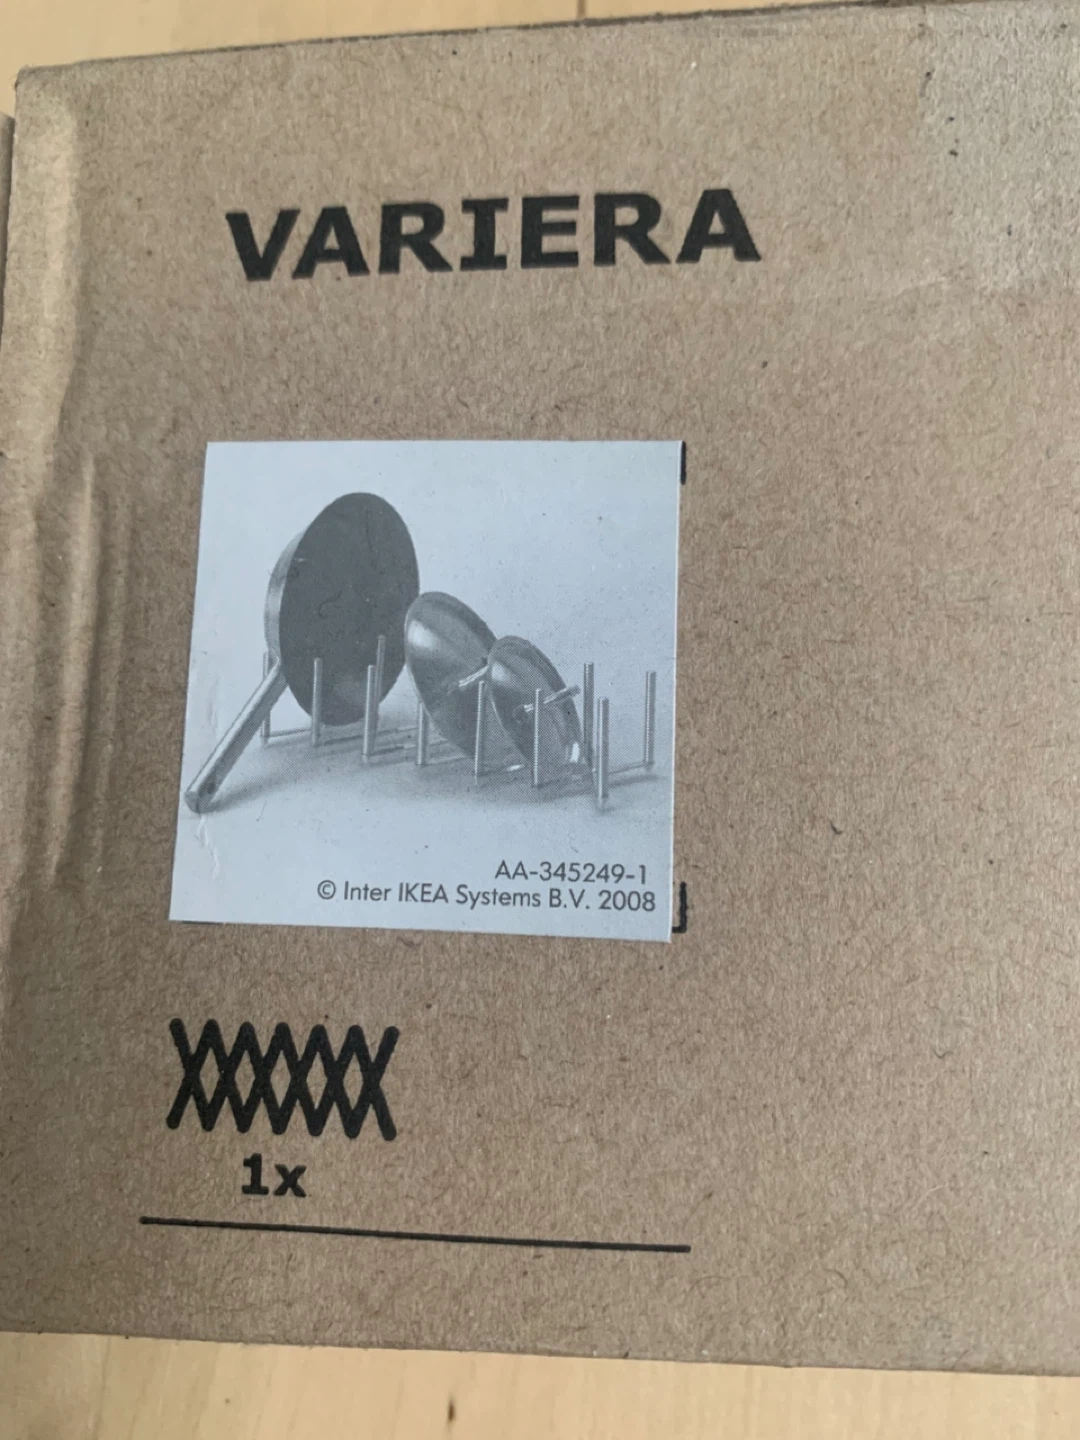 VARIERA
AA-345249-1
© Inter IKEA Systems B.V. 2008
1x